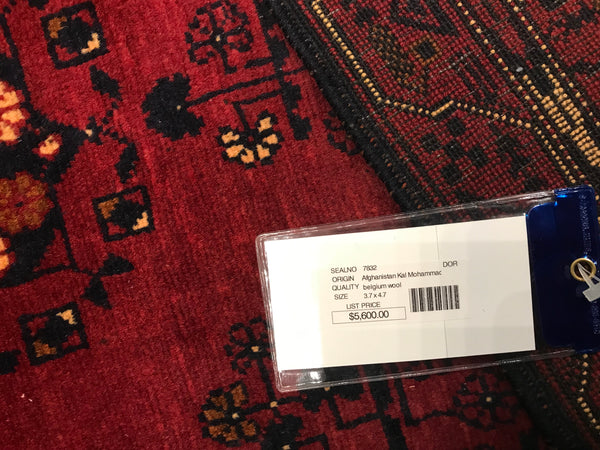 SEALNO 7832 DOR
ORIGIN Afghanistan Kal Mohammac
QUALITY belgium wool
SIZE 3.7 x 4.7
LIST PRICE
$5,600.00